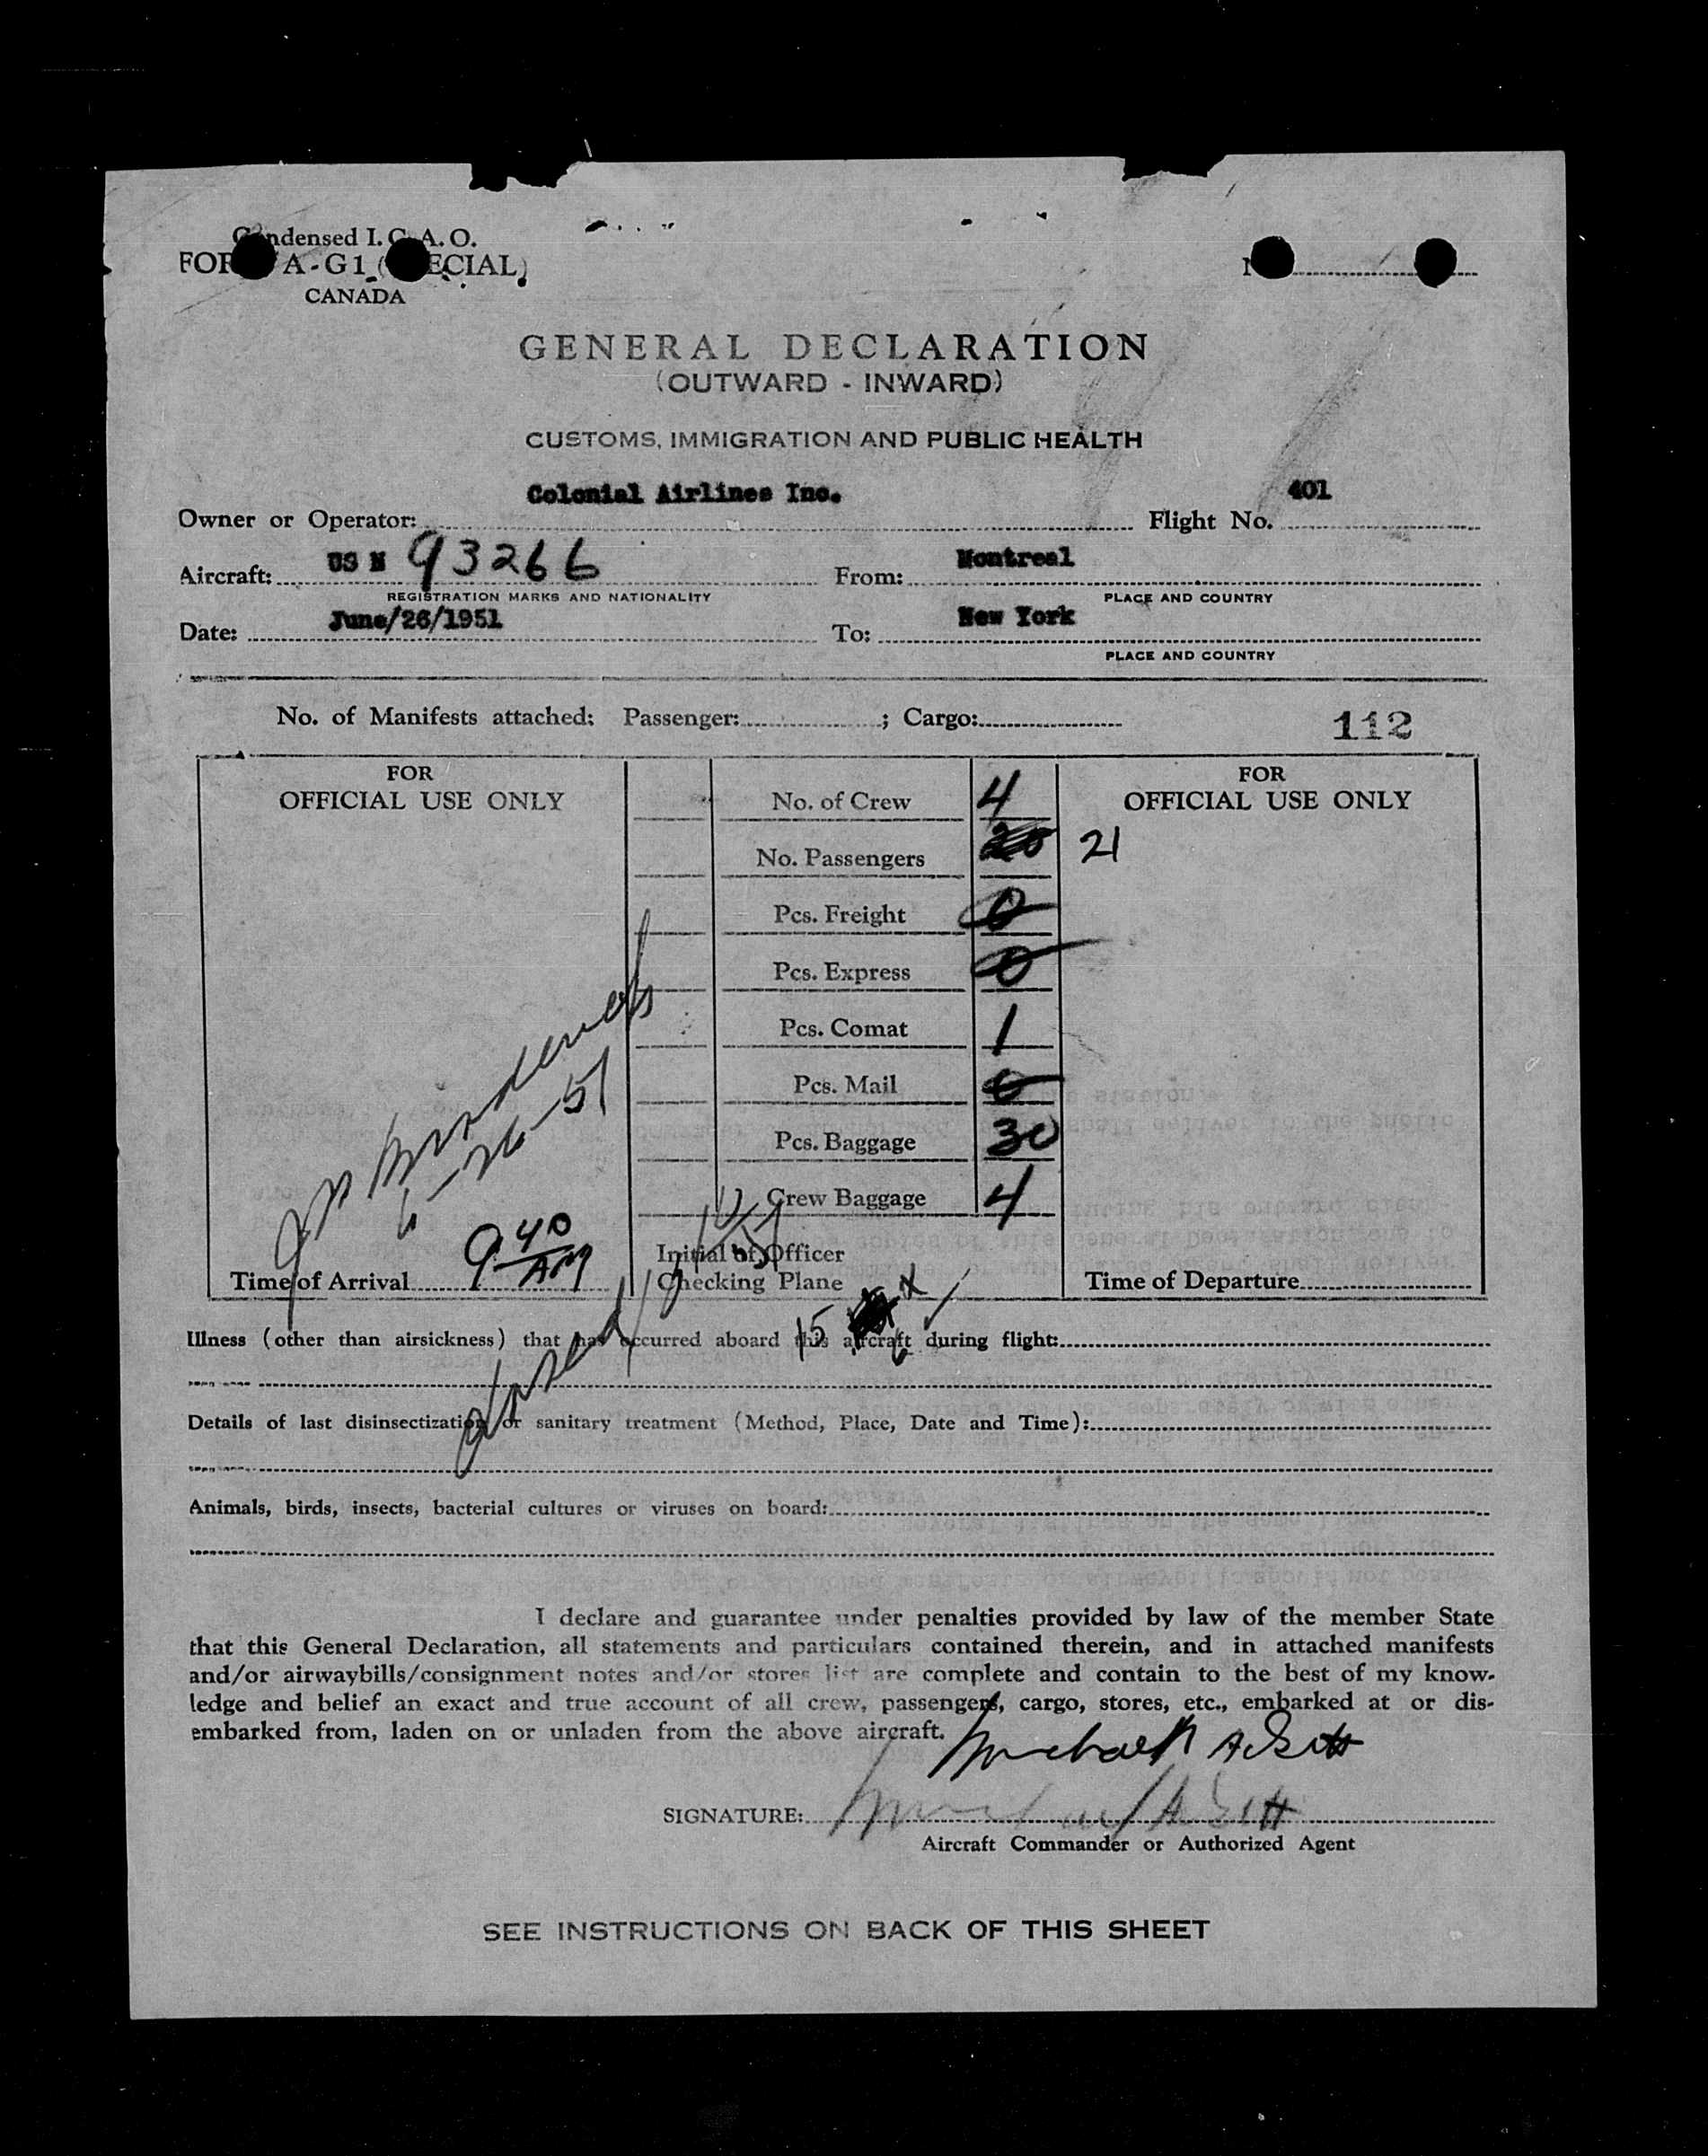 Condensed I. C. A. O.
FORM A-G1 (SPECIAL)
CANADA
GENERAL DECLARATION
(OUTWARD - INWARD)
CUSTOMS, IMMIGRATION AND PUBLIC HEALTH
Owner or Operator: Colonial Airlines Inc. Flight No. 401
Aircraft: US N 93266 From: Montreal
REGISTRATION MARKS AND NATIONALITY PLACE AND COUNTRY
Date: June/26/1951 To: New York
PLACE AND COUNTRY
No. of Manifests attached: Passenger: ; Cargo: 112
FOR
OFFICIAL USE ONLY
No. of Crew 4
No. Passengers 20 21
Pcs. Freight 0
Pcs. Express 0
Pcs. Comat 1
Pcs. Mail 0
Pcs. Baggage 30
Crew Baggage 4
6-26-51
Time of Arrival 9 40 AM
Initial of Officer
Checking Plane
FOR
OFFICIAL USE ONLY
Time of Departure
15
6
Illness (other than airsickness) that has occurred aboard this aircraft during flight:
Details of last disinsectization or sanitary treatment (Method, Place, Date and Time):
Animals, birds, insects, bacterial cultures or viruses on board:
I declare and guarantee under penalties provided by law of the member State
that this General Declaration, all statements and particulars contained therein, and in attached manifests
and/or airwaybills/consignment notes and/or stores list are complete and contain to the best of my know-
ledge and belief an exact and true account of all crew, passengers, cargo, stores, etc., embarked at or dis-
embarked from, laden on or unladen from the above aircraft.
SIGNATURE:
Aircraft Commander or Authorized Agent
SEE INSTRUCTIONS ON BACK OF THIS SHEET